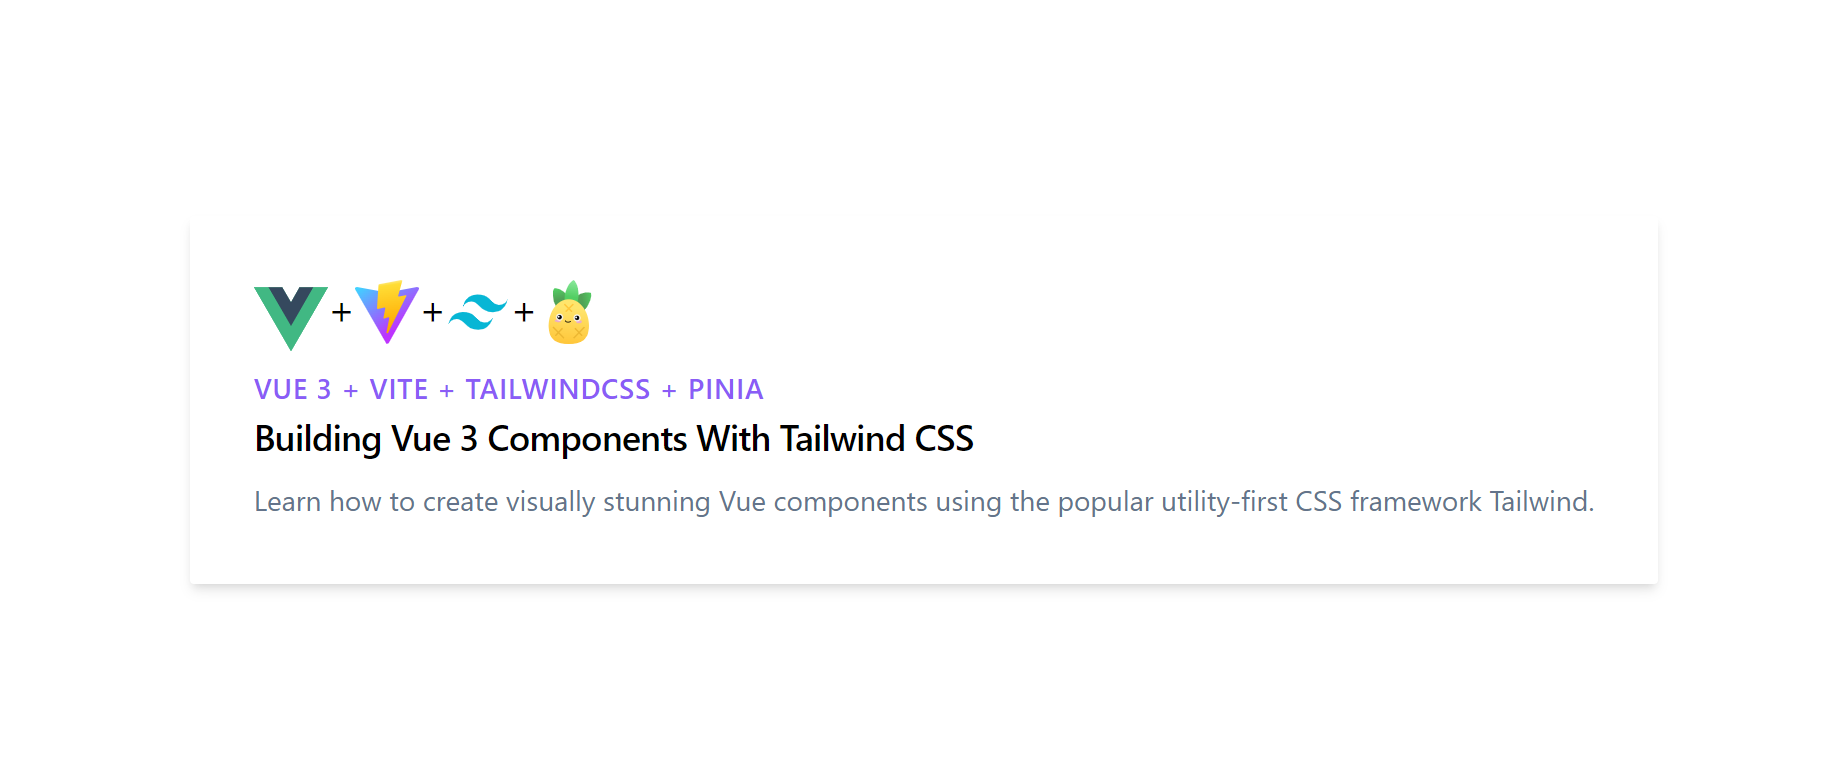 + + +
VUE 3 + VITE + TAILWINDCSS + PINIA
Building Vue 3 Components With Tailwind CSS
Learn how to create visually stunning Vue components using the popular utility-first CSS framework Tailwind.